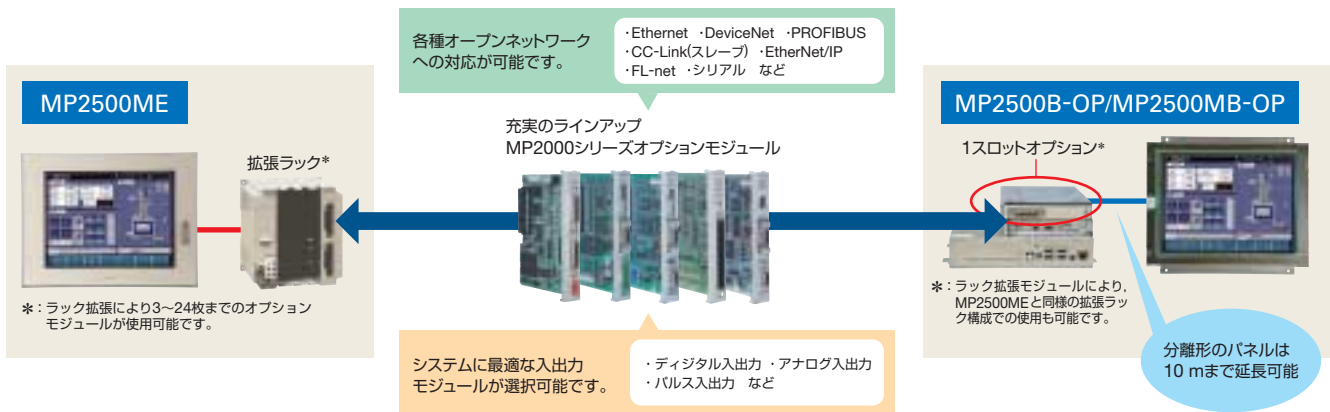 各種オープンネットワーク
への対応が可能です。
・Ethernet ・DeviceNet ・PROFIBUS
・CC-Link(スレーブ) ・EtherNet/IP
・FL-net ・シリアル など
MP2500ME
拡張ラック*
*：ラック拡張により3～24枚までのオプション
モジュールが使用可能です。
充実のラインアップ
MP2000シリーズオプションモジュール
MP2500B-OP/MP2500MB-OP
1スロットオプション*
*：ラック拡張モジュールにより,
MP2500MEと同様の拡張ラッ
ク構成での使用も可能です。
分離形のパネルは
10 mまで延長可能
システムに最適な入出力
モジュールが選択可能です。
・ディジタル入出力 ・アナログ入出力
・パルス入出力 など